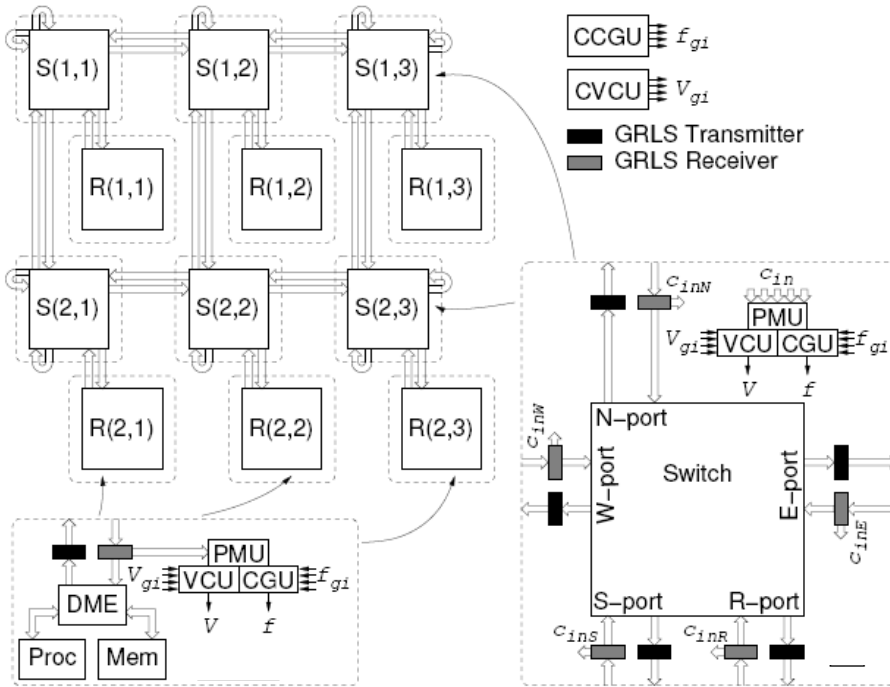 S(1,1)
S(1,2)
S(1,3)
CCGU
f_gi
CVCU
V_gi
GRLS Transmitter
GRLS Receiver
R(1,1)
R(1,2)
R(1,3)
S(2,1)
S(2,2)
S(2,3)
R(2,1)
R(2,2)
R(2,3)
c_inN
c_in
PMU
V_gi
VCU
CGU
f_gi
V
f
N-port
c_inW
W-port
Switch
E-port
c_inE
S-port
R-port
c_inS
c_inR
PMU
V_gi
VCU
CGU
f_gi
V
f
DME
Proc
Mem